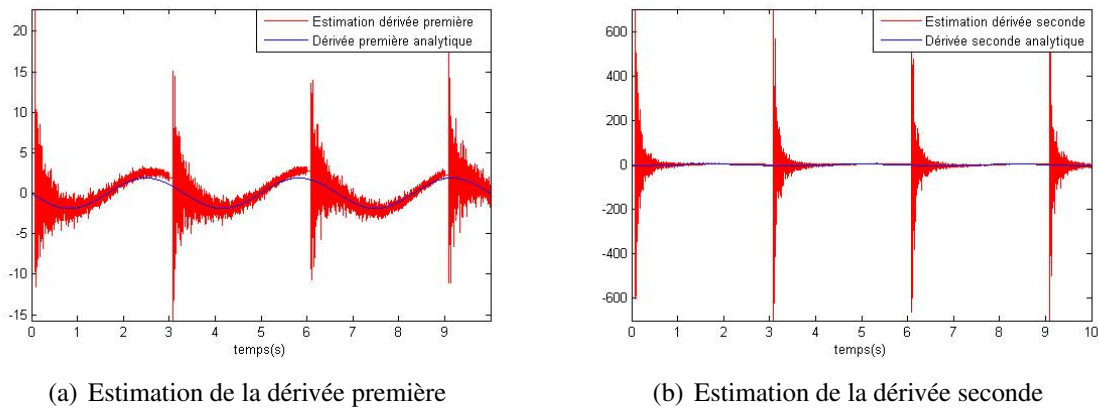 Estimation dérivée première
Dérivée première analytique
20
15
10
5
0
-5
-10
-15
0 1 2 3 4 5 6 7 8 9
temps(s)
(a) Estimation de la dérivée première
Estimation dérivée seconde
Dérivée seconde analytique
600
400
200
0
-200
-400
-600
0 1 2 3 4 5 6 7 8 9 10
temps(s)
(b) Estimation de la dérivée seconde